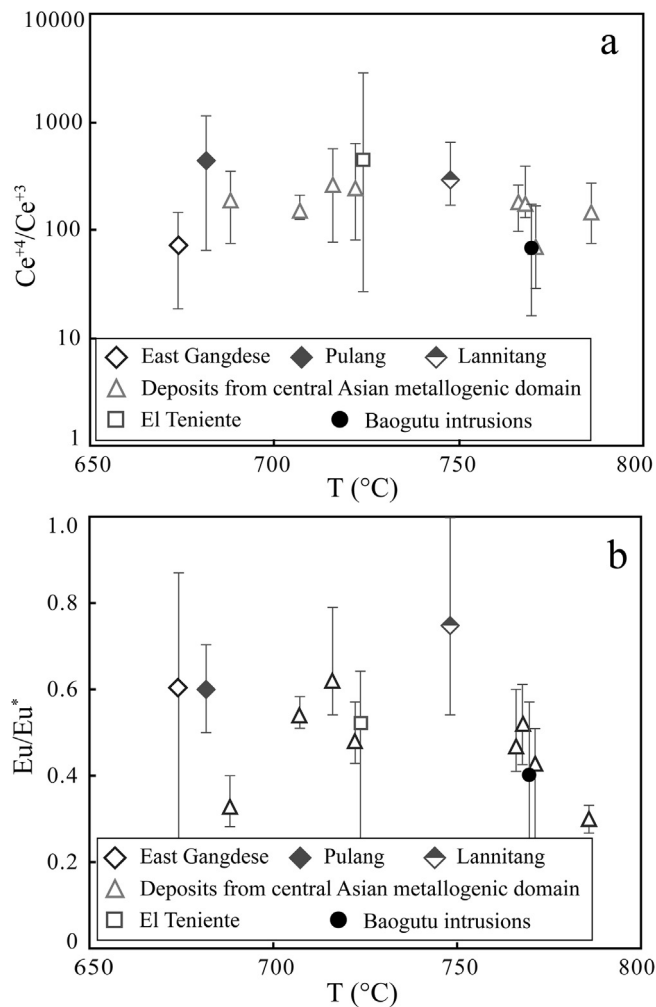 a
10000
1000
100
10
1
Ce+4/Ce+3
East Gangdese Pulang Lannitang
Deposits from central Asian metallogenic domain
El Teniente Baogutu intrusions
650 700 750 800
T (°C)
b
1.0
0.8
0.6
0.4
0.2
0
Eu/Eu*
East Gangdese Pulang Lannitang
Deposits from central Asian metallogenic domain
El Teniente Baogutu intrusions
650 700 750 800
T (°C)